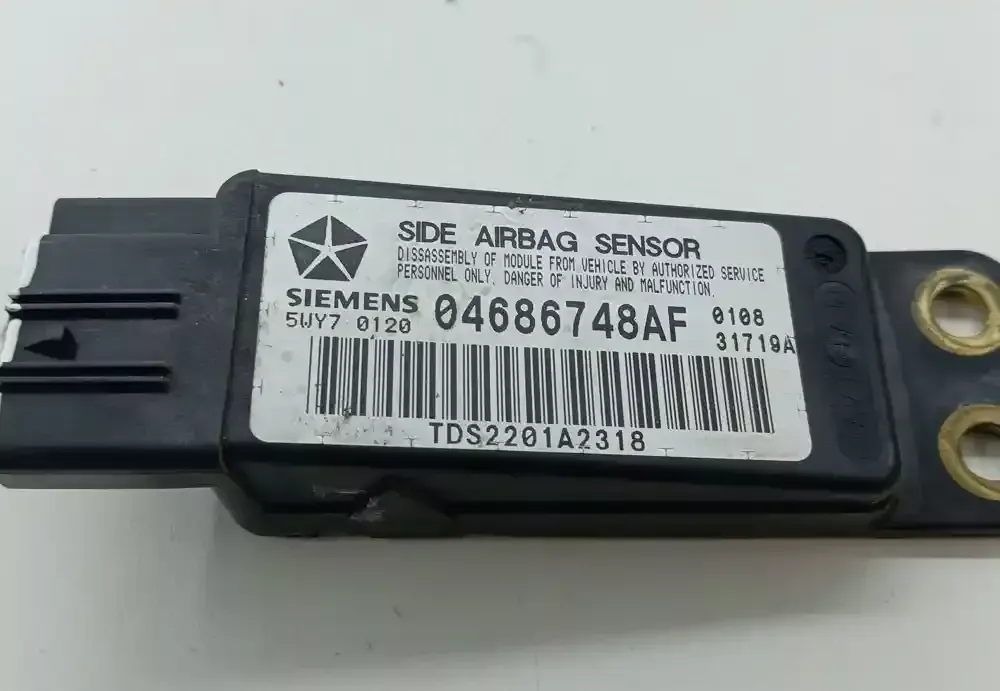 SIDE AIRBAG SENSOR
DISSASSEMBLY OF MODULE FROM VEHICLE BY AUTHORIZED SERVICE
PERSONNEL ONLY. DANGER OF INJURY AND MALFUNCTION.
SIEMENS 04686748AF 0108
5WY7 0120 31719A
TDS2201A2318